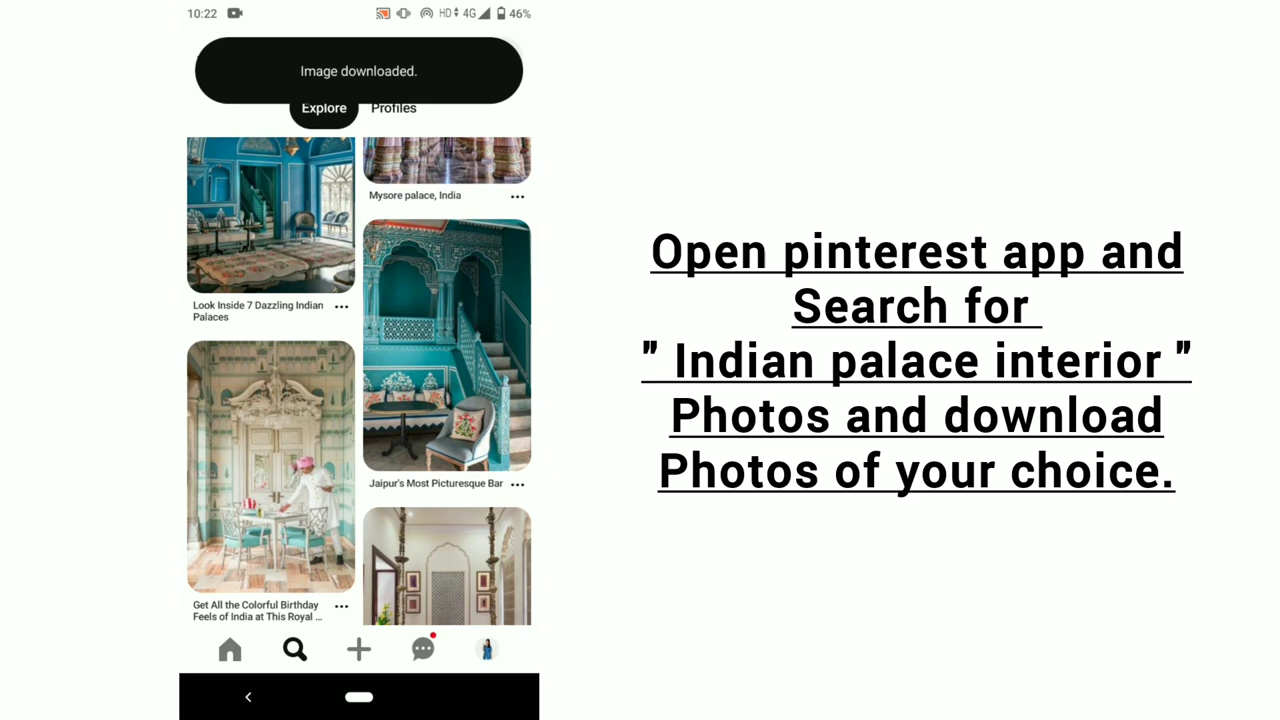 10:22
HD 4G 46%
Image downloaded.
Explore Profiles
Mysore palace, India
Look Inside 7 Dazzling Indian
Palaces
Jaipur's Most Picturesque Bar
Get All the Colorful Birthday
Feels of India at This Royal ...
Open pinterest app and
Search for
" Indian palace interior "
Photos and download
Photos of your choice.